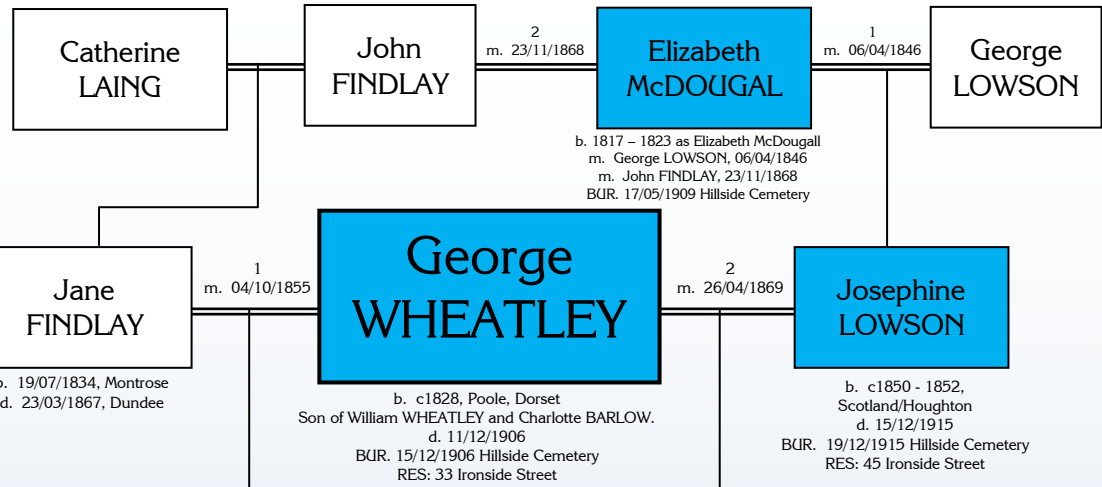 Catherine
LAING
John
FINDLAY
2
m. 23/11/1868
Elizabeth
McDOUGAL
1
m. 06/04/1846
George
LOWSON
b. 1817 – 1823 as Elizabeth McDougall
m. George LOWSON, 06/04/1846
m. John FINDLAY, 23/11/1868
BUR. 17/05/1909 Hillside Cemetery
Jane
FINDLAY
1
m. 04/10/1855
George
WHEATLEY
2
m. 26/04/1869
Josephine
LOWSON
b. 19/07/1834, Montrose
d. 23/03/1867, Dundee
b. c1828, Poole, Dorset
Son of William WHEATLEY and Charlotte BARLOW.
d. 11/12/1906
BUR. 15/12/1906 Hillside Cemetery
RES: 33 Ironside Street
b. c1850 - 1852,
Scotland/Houghton
d. 15/12/1915
BUR. 19/12/1915 Hillside Cemetery
RES: 45 Ironside Street